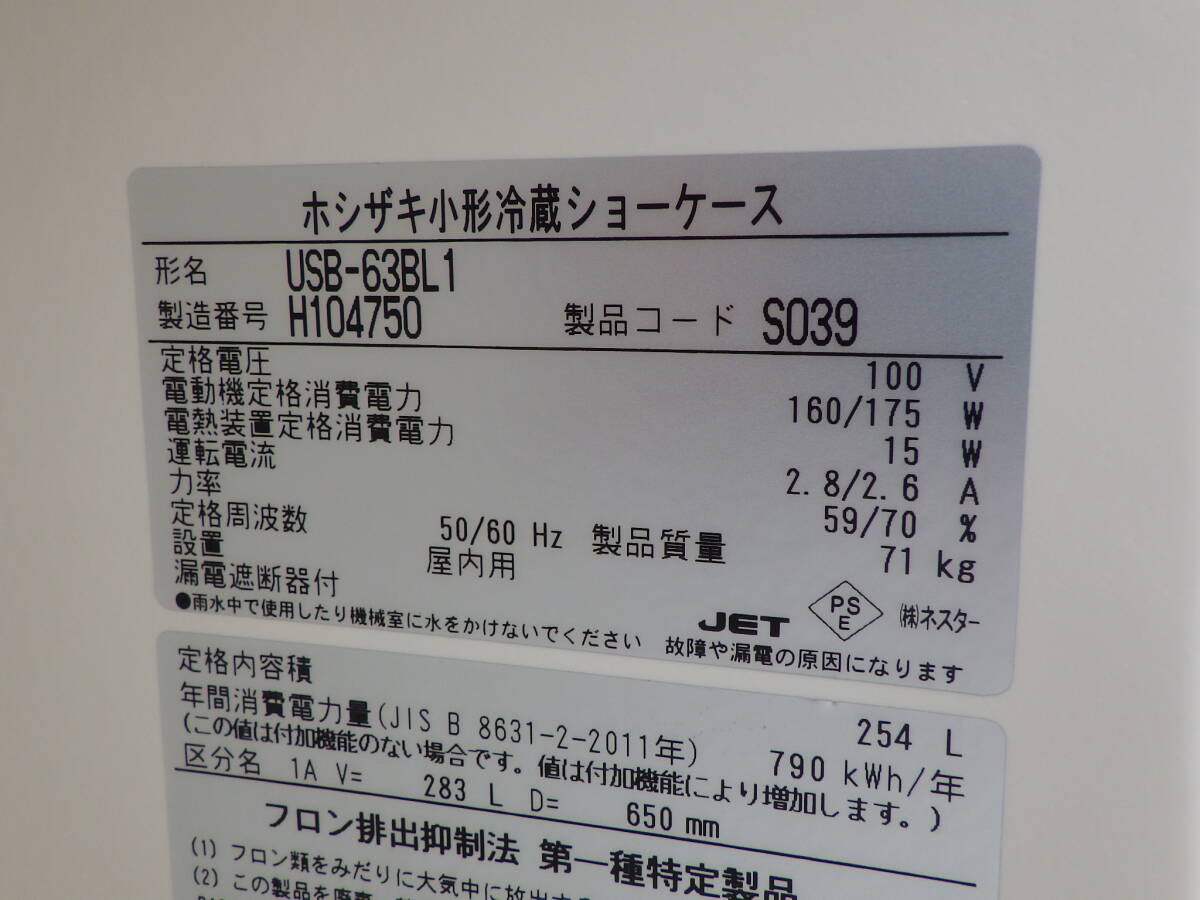 ホシザキ小形冷蔵ショーケース
形名 USB-63BL1
製造番号 H104750 製品コード S039
定格電圧 100 V
電動機定格消費電力 160/175 W
電熱装置定格消費電力 15 W
運転電流 2.8/2.6 A
力率 59/70 %
定格周波数 50/60 Hz 製品質量 71 kg
設置 屋内用
漏電遮断器付
JET PSE ㈱ネスター
●雨水中で使用したり機械室に水をかけないでください 故障や漏電の原因になります
定格内容積 254 L
年間消費電力量(JIS B 8631-2-2011年) 790 kWh/年
(この値は付加機能のない場合です。値は付加機能により増加します。)
区分名 1A V= 283 L D= 650 mm
フロン排出抑制法 第一種特定製品
(1) フロン類をみだりに大気中に放出する
(2) この製品を廃棄